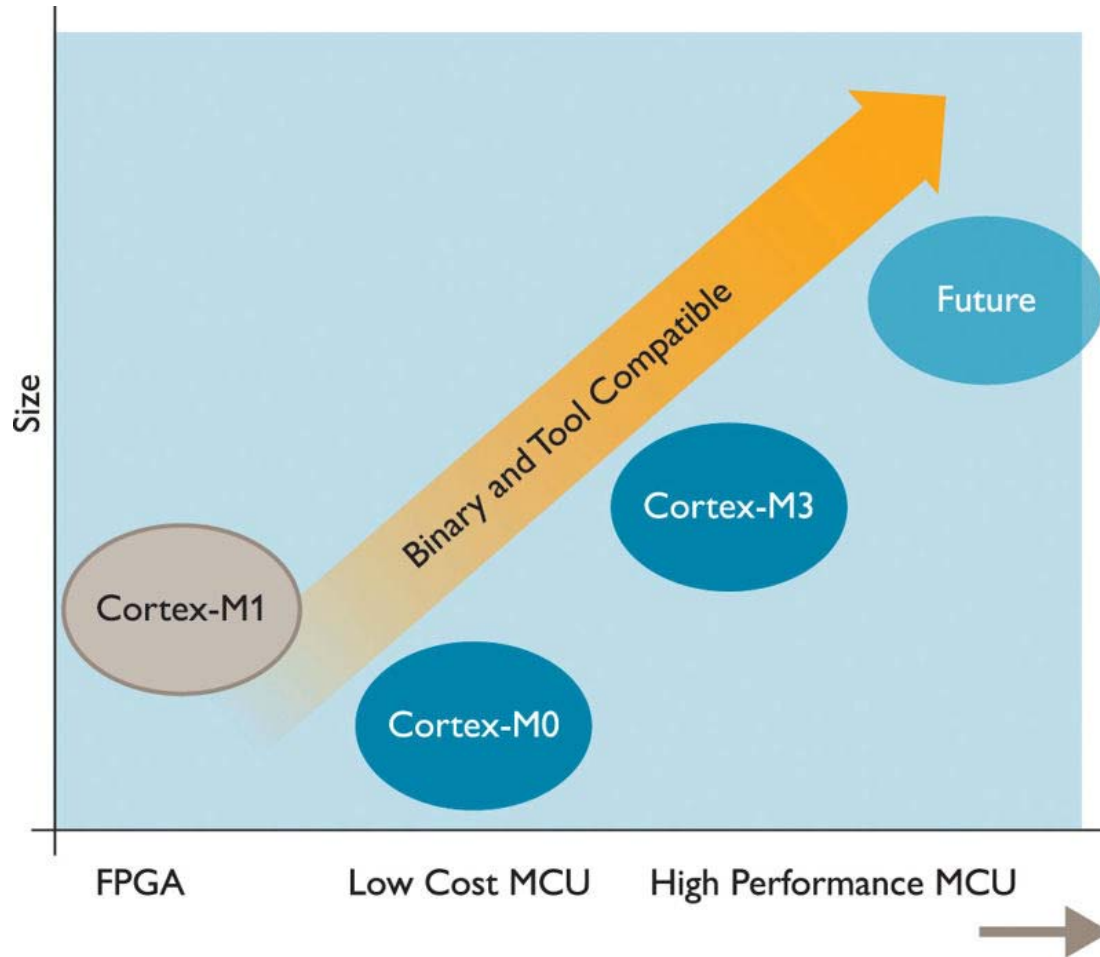 Future
Binary and Tool Compatible
Size
Cortex-M3
Cortex-M1
Cortex-M0
FPGA
Low Cost MCU
High Performance MCU